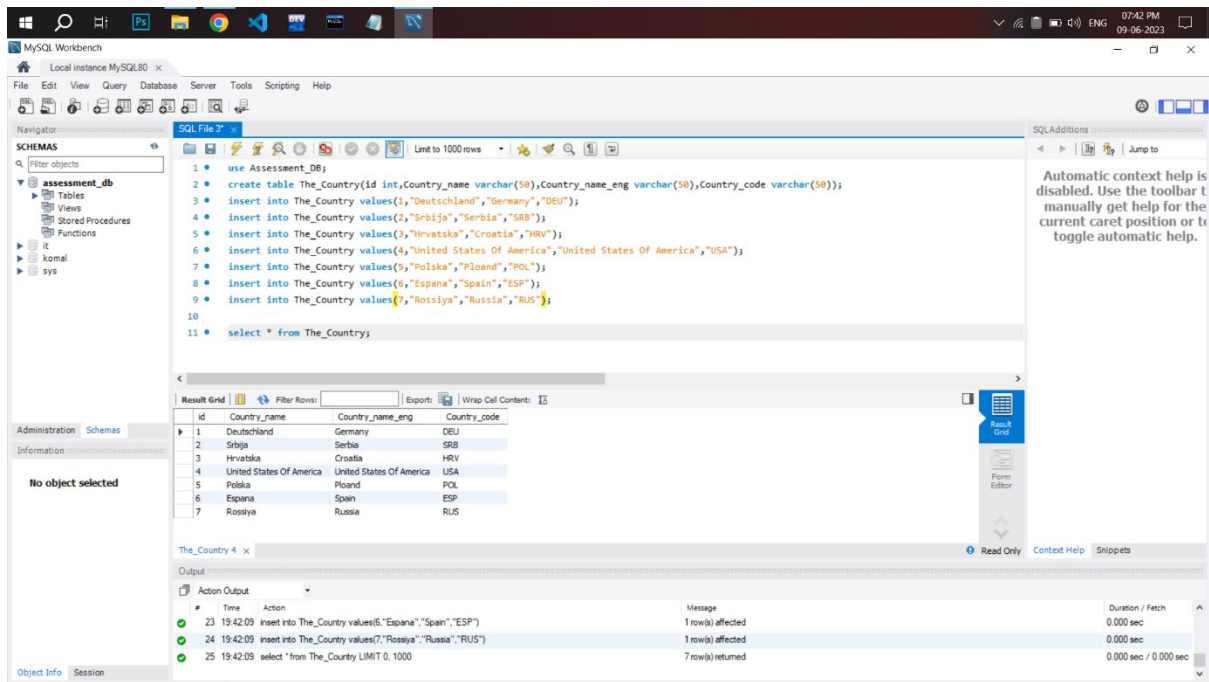 Ps
DEV
MySQL
ENG
07:42 PM
09-06-2023
MySQL Workbench
Local instance MySQL80 ×
File Edit View Query Database Server Tools Scripting Help
Navigator
SCHEMAS
Filter objects
assessment_db
Tables
Views
Stored Procedures
Functions
it
komal
sys
Administration Schemas
Information
No object selected
Object Info Session
SQL File 3* ×
Limit to 1000 rows
1 use Assessment_DB;
2 create table The_Country(id int,Country_name varchar(50),Country_name_eng varchar(50),Country_code varchar(50));
3 insert into The_Country values(1,"Deutschland","Germany","DEU");
4 insert into The_Country values(2,"Srbija","Serbia","SRB");
5 insert into The_Country values(3,"Hrvatska","Croatia","HRV");
6 insert into The_Country values(4,"United States Of America","United States Of America","USA");
7 insert into The_Country values(5,"Polska","Ploand","POL");
8 insert into The_Country values(6,"Espana","Spain","ESP");
9 insert into The_Country values(7,"Rossiya","Russia","RUS");
10
11 select * from The_Country;
Result Grid Filter Rows: Export: Wrap Cell Content:
id Country_name Country_name_eng Country_code
1 Deutschland Germany DEU
2 Srbija Serbia SRB
3 Hrvatska Croatia HRV
4 United States Of America United States Of America USA
5 Polska Ploand POL
6 Espana Spain ESP
7 Rossiya Russia RUS
Result
Grid
Form
Editor
The_Country 4 ×
Read Only
SQLAdditions
Jump to
Automatic context help is
disabled. Use the toolbar t
manually get help for the
current caret position or to
toggle automatic help.
Context Help Snippets
Output
Action Output
# Time Action Message Duration / Fetch
23 19:42:09 insert into The_Country values(6,"Espana","Spain","ESP") 1 row(s) affected 0.000 sec
24 19:42:09 insert into The_Country values(7,"Rossiya","Russia","RUS") 1 row(s) affected 0.000 sec
25 19:42:09 select * from The_Country LIMIT 0, 1000 7 row(s) returned 0.000 sec / 0.000 sec